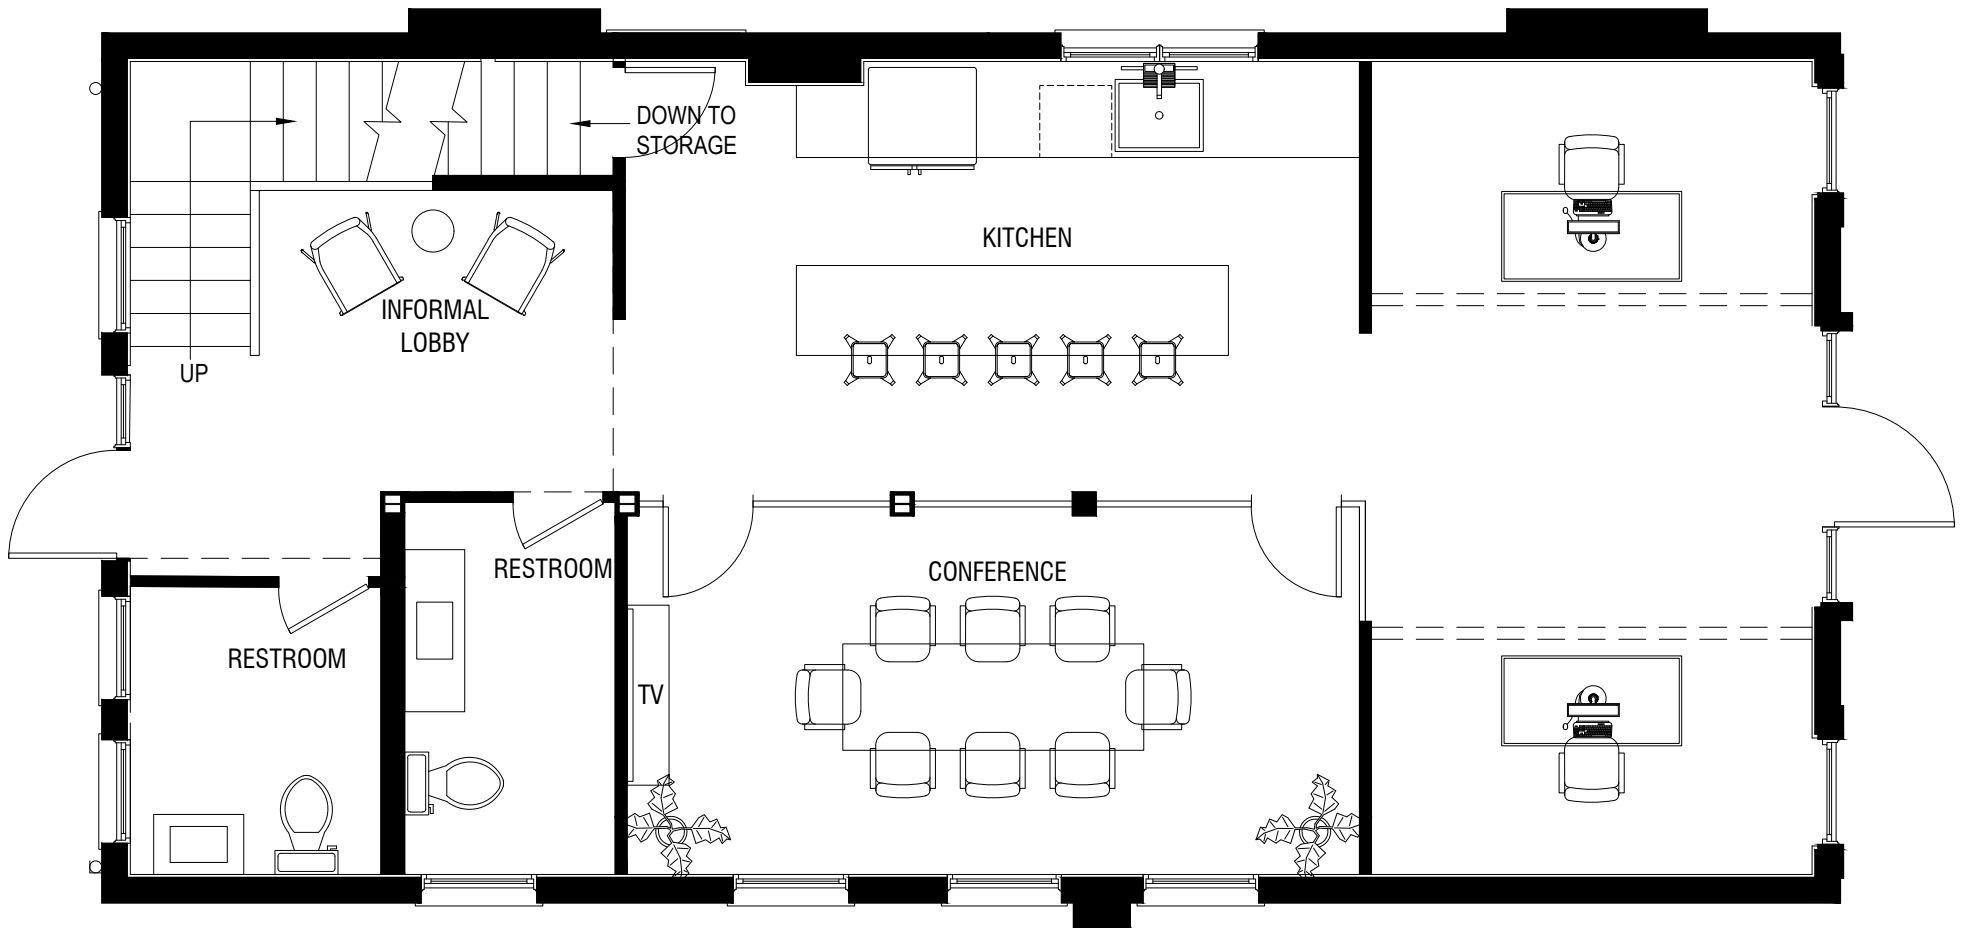 DOWN TO
STORAGE
KITCHEN
INFORMAL
LOBBY
UP
RESTROOM
CONFERENCE
RESTROOM
TV